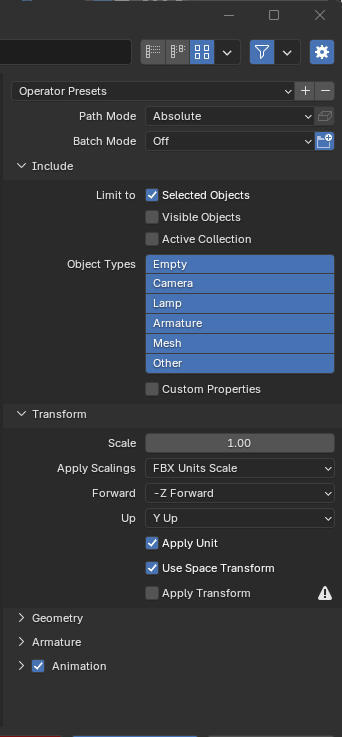 Operator Presets
Path Mode Absolute
Batch Mode Off
Include
Limit to Selected Objects
Visible Objects
Active Collection
Object Types Empty
Camera
Lamp
Armature
Mesh
Other
Custom Properties
Transform
Scale 1.00
Apply Scalings FBX Units Scale
Forward -Z Forward
Up Y Up
Apply Unit
Use Space Transform
Apply Transform
Geometry
Armature
Animation